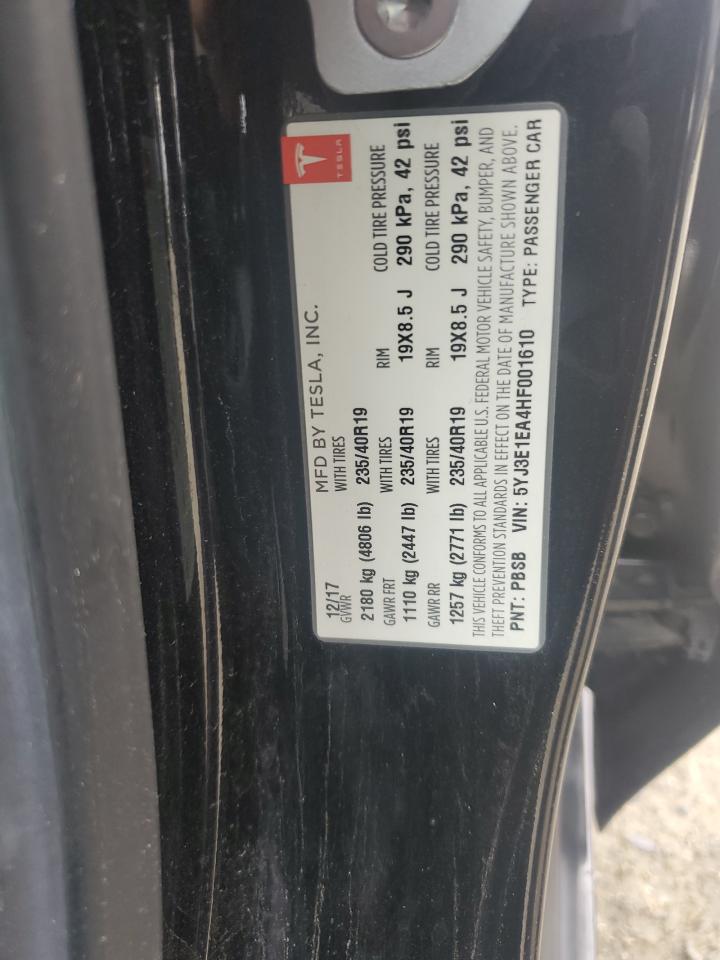 TESLA
12/17 MFD BY TESLA, INC.
GVWR WITH TIRES RIM COLD TIRE PRESSURE
2180 kg (4806 lb) 235/40R19 19X8.5 J 290 kPa, 42 psi
GAWR FRT WITH TIRES RIM COLD TIRE PRESSURE
1110 kg (2447 lb) 235/40R19 19X8.5 J 290 kPa, 42 psi
GAWR RR WITH TIRES
1257 kg (2771 lb) 235/40R19
THIS VEHICLE CONFORMS TO ALL APPLICABLE U.S. FEDERAL MOTOR VEHICLE SAFETY, BUMPER, AND
THEFT PREVENTION STANDARDS IN EFFECT ON THE DATE OF MANUFACTURE SHOWN ABOVE.
PNT: PBSB VIN: 5YJ3E1EA4HF001610 TYPE: PASSENGER CAR